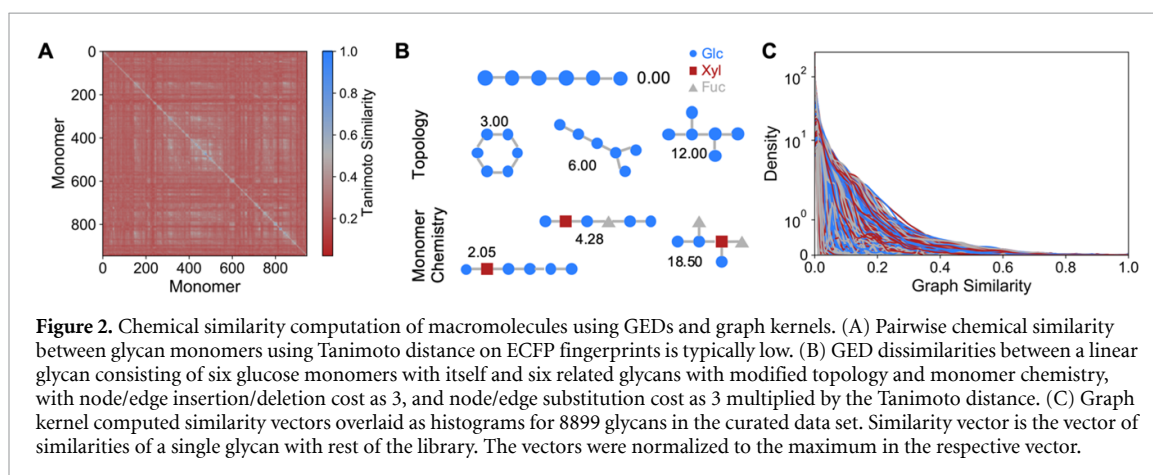 A
0
200
400
600
800
Monomer
0 200 400 600 800
Monomer
1.0
0.8
0.6
0.4
0.2
Tanimoto Similarity
B
Glc
Xyl
Fuc
0.00
Topology
3.00
6.00
12.00
Monomer
Chemistry
4.28
2.05
18.50
C
10²
10¹
10⁰
0
Density
0.0 0.2 0.4 0.6 0.8 1.0
Graph Similarity
Figure 2. Chemical similarity computation of macromolecules using GEDs and graph kernels. (A) Pairwise chemical similarity
between glycan monomers using Tanimoto distance on ECFP fingerprints is typically low. (B) GED dissimilarities between a linear
glycan consisting of six glucose monomers with itself and six related glycans with modified topology and monomer chemistry,
with node/edge insertion/deletion cost as 3, and node/edge substitution cost as 3 multiplied by the Tanimoto distance. (C) Graph
kernel computed similarity vectors overlaid as histograms for 8899 glycans in the curated data set. Similarity vector is the vector of
similarities of a single glycan with rest of the library. The vectors were normalized to the maximum in the respective vector.